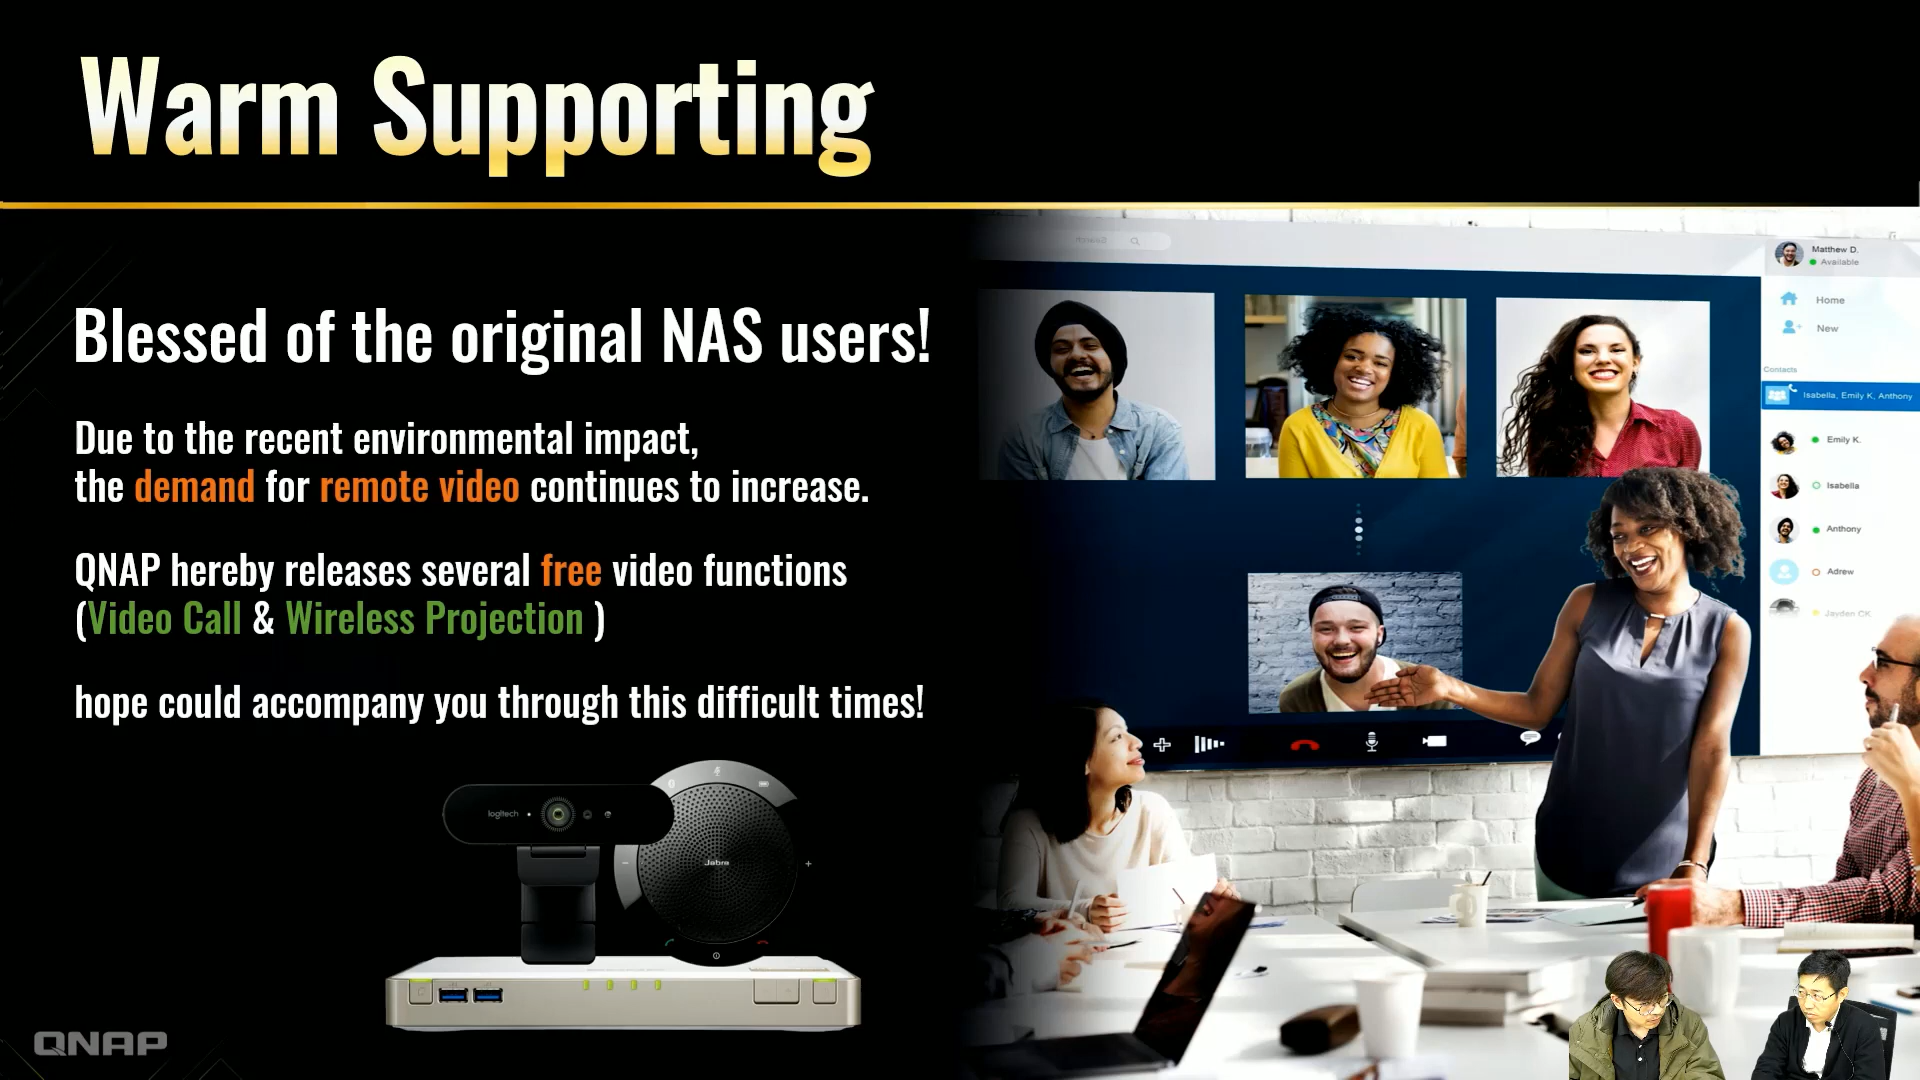 Warm Supporting
Blessed of the original NAS users!
Due to the recent environmental impact,
the demand for remote video continues to increase.
QNAP hereby releases several free video functions
(Video Call & Wireless Projection )
hope could accompany you through this difficult times!
logitech
Jabra
QNAP
Search
Matthew D.
Available
Home
New
Contacts
Isabella, Emily K, Anthony
Emily K.
Isabella
Anthony
Adrew
Jayden CK